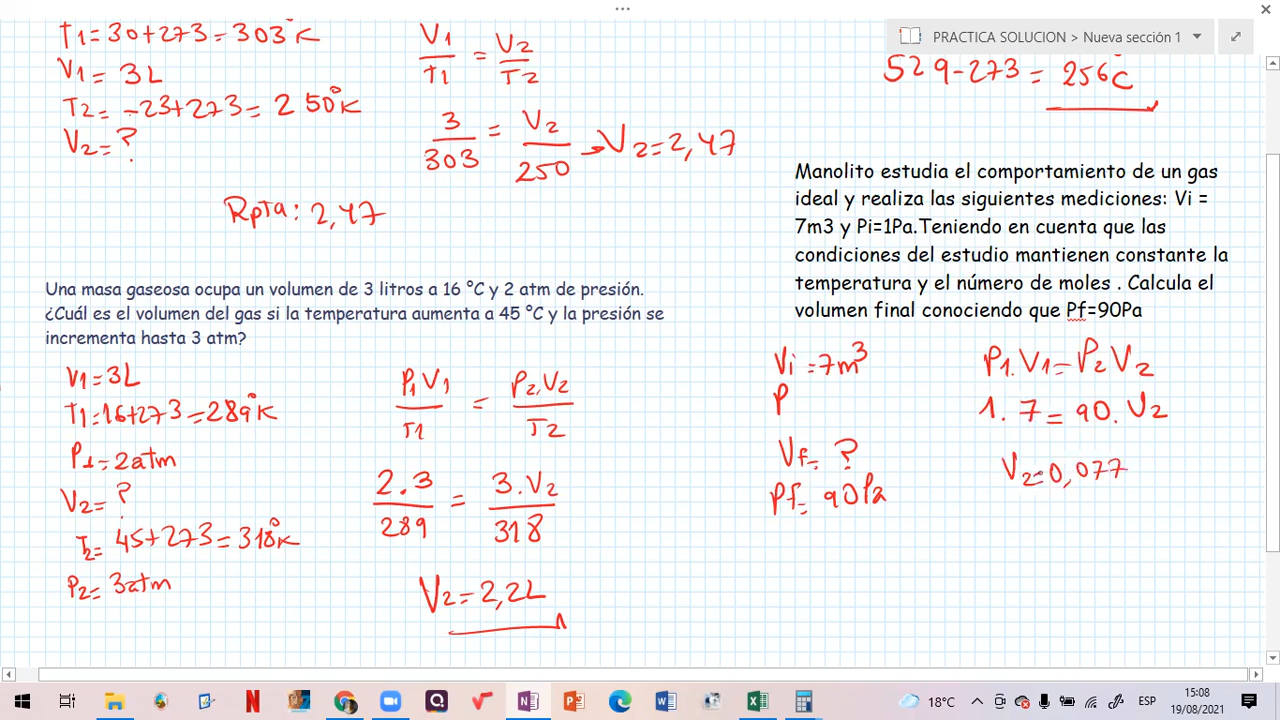 PRACTICA SOLUCION > Nueva sección 1
T1=30+273=303°K
V1= 3L
T2= -23+273= 250°K
V2= ?
V1/T1 = V2/T2
3/303 = V2/250 → V2=2,47
Rpta: 2,47
529-273= 256°C
Una masa gaseosa ocupa un volumen de 3 litros a 16 °C y 2 atm de presión.
¿Cuál es el volumen del gas si la temperatura aumenta a 45 °C y la presión se
incrementa hasta 3 atm?
V1=3L
T1=16+273=289°K
P1=2atm
V2= ?
T2= 45+273=318°K
P2= 3atm
P1V1/T1 = P2.V2/T2
2.3/289 = 3.V2/318
V2=2,2L
Manolito estudia el comportamiento de un gas
ideal y realiza las siguientes mediciones: Vi =
7m3 y Pi=1Pa.Teniendo en cuenta que las
condiciones del estudio mantienen constante la
temperatura y el número de moles . Calcula el
volumen final conociendo que Pf=90Pa
Vi =7m³
P
Vf= ?
Pf= 90Pa
P1.V1=P2V2
1.7=90.V2
V2=0,077
18°C
ESP
15:08
19/08/2021